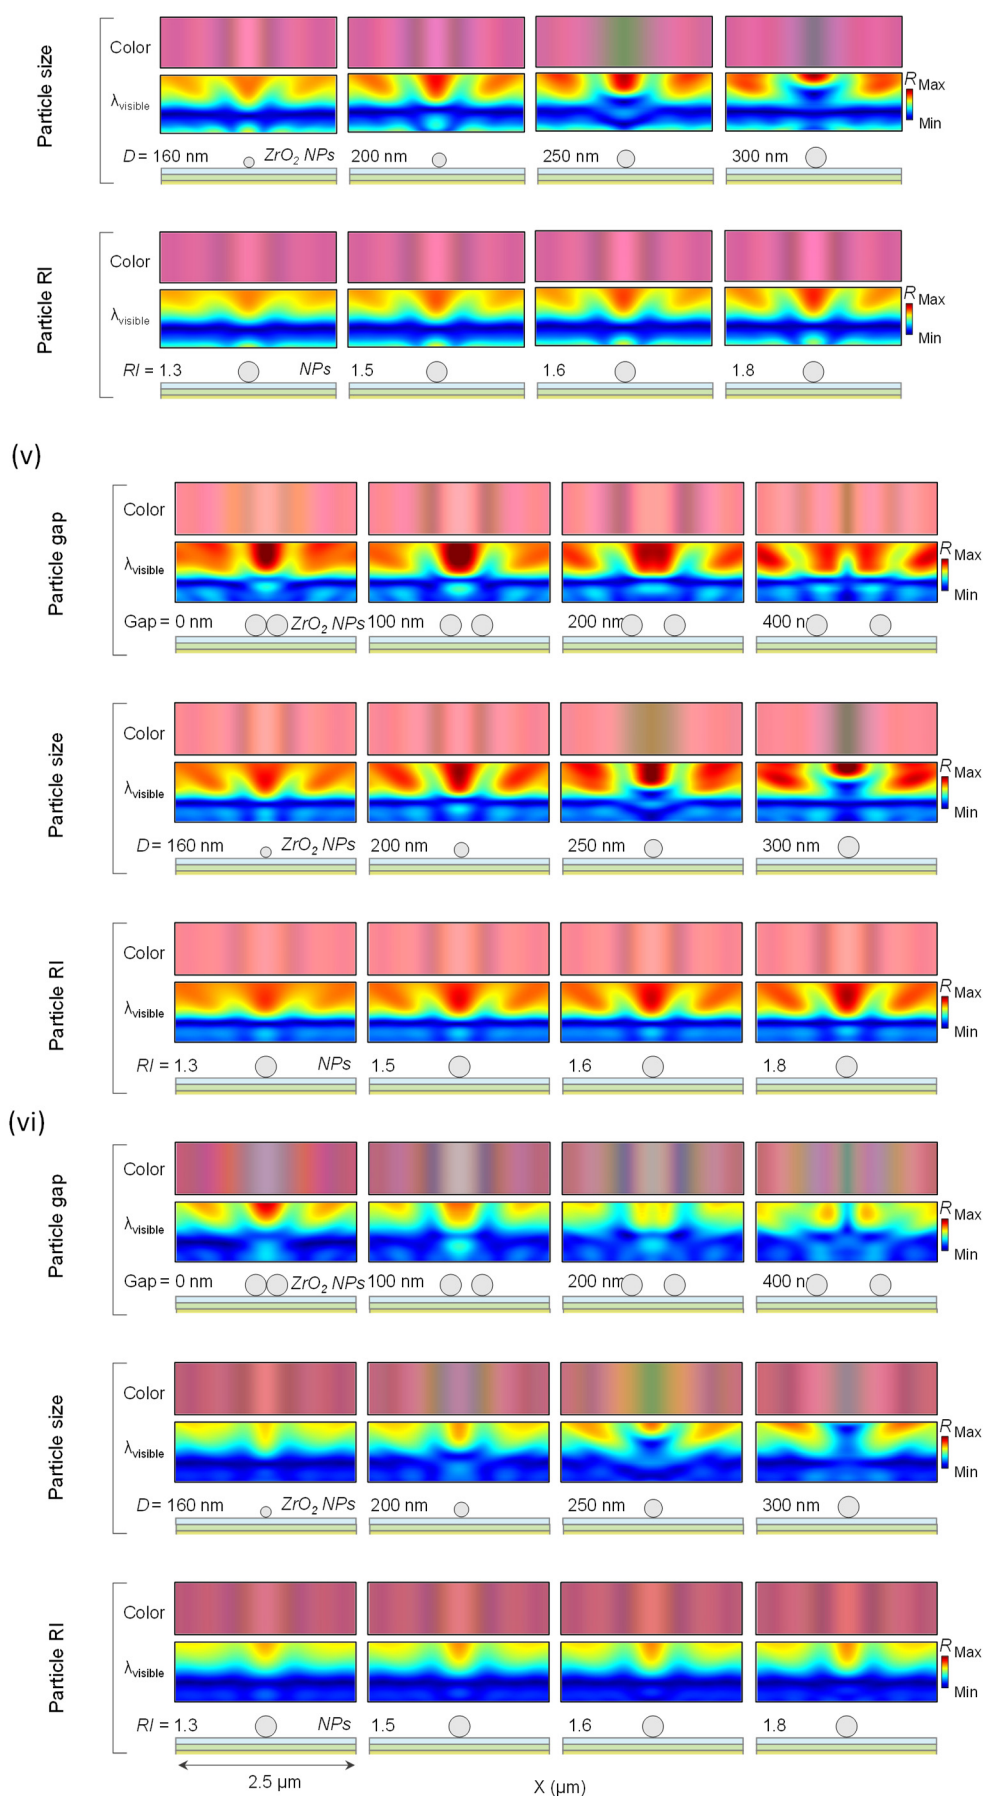 Particle size
Color
λvisible
R Max
Min
D = 160 nm ZrO2 NPs 200 nm 250 nm 300 nm
Particle RI
Color
λvisible
R Max
Min
RI = 1.3 NPs 1.5 1.6 1.8
(v)
Particle gap
Color
λvisible
R Max
Min
Gap = 0 nm ZrO2 NPs 100 nm 200 nm 400 n
Particle size
Color
λvisible
R Max
Min
D = 160 nm ZrO2 NPs 200 nm 250 nm 300 nm
Particle RI
Color
λvisible
R Max
Min
RI = 1.3 NPs 1.5 1.6 1.8
(vi)
Particle gap
Color
λvisible
R Max
Min
Gap = 0 nm ZrO2 NPs 100 nm 200 nm 400 n
Particle size
Color
λvisible
R Max
Min
D = 160 nm ZrO2 NPs 200 nm 250 nm 300 nm
Particle RI
Color
λvisible
R Max
Min
RI = 1.3 NPs 1.5 1.6 1.8
2.5 μm X (μm)